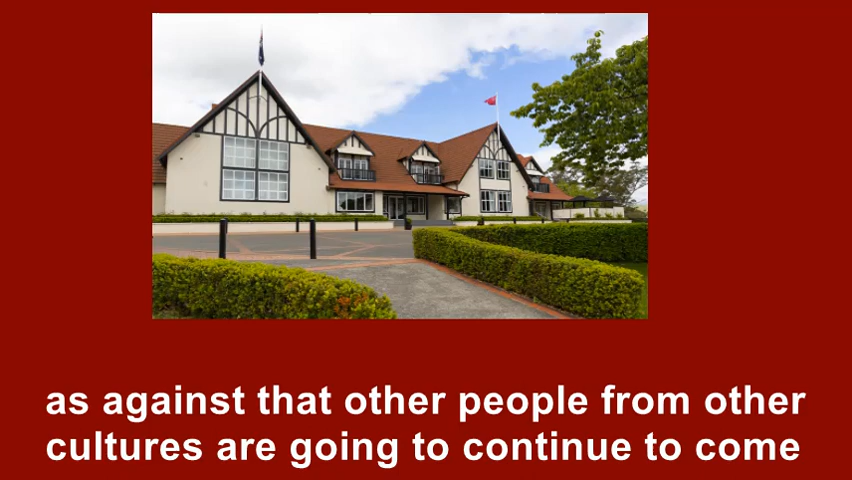 as against that other people from other
cultures are going to continue to come